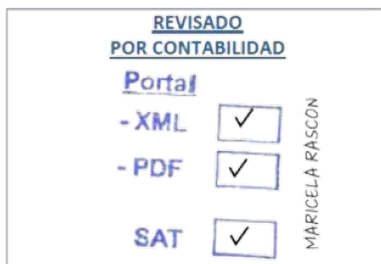 REVISADO
POR CONTABILIDAD
Portal
- XML ✓
- PDF ✓
SAT ✓
MARICELA RASCON